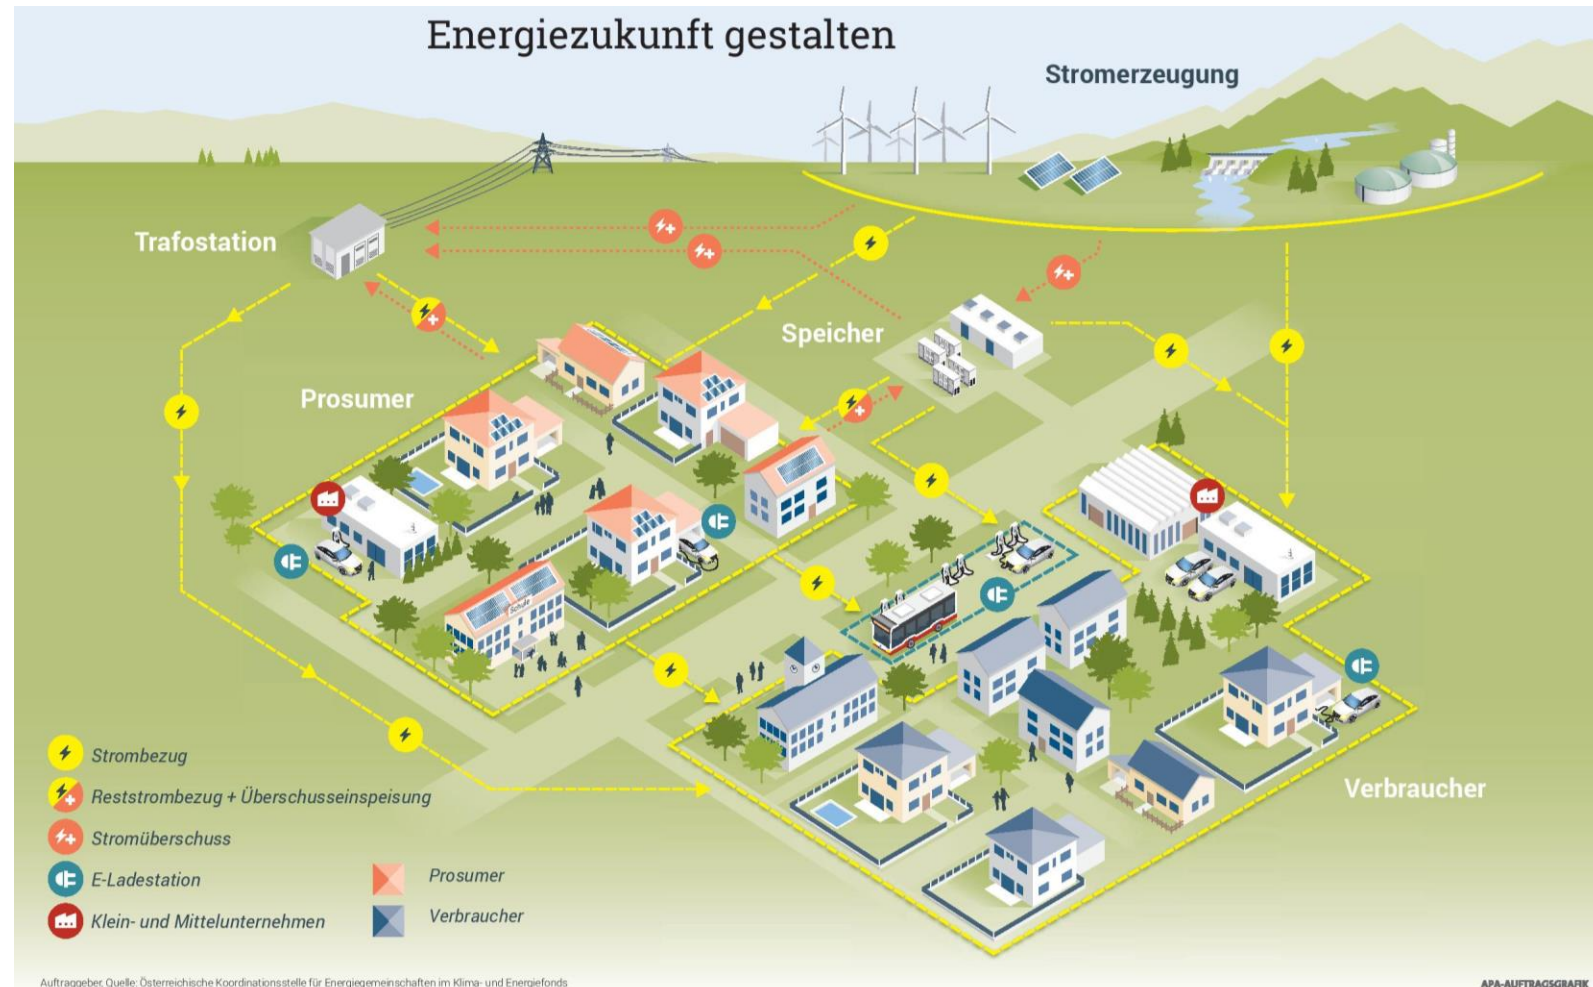 Energiezukunft gestalten
Stromerzeugung
Trafostation
Speicher
Prosumer
Schule
Verbraucher
Strombezug
Reststrombezug + Überschusseinspeisung
Stromüberschuss
E-Ladestation
Klein- und Mittelunternehmen
Prosumer
Verbraucher
Auftraggeber, Quelle: Österreichische Koordinationsstelle für Energiegemeinschaften im Klima- und Energiefonds
APA-AUFTRAGSGRAFIK